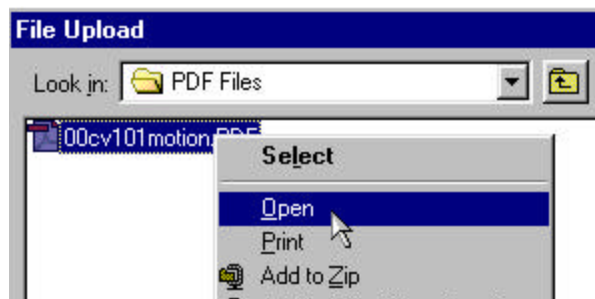 File Upload
Look in: PDF Files
00cv101motion.PDF
Select
Open
Print
Add to Zip